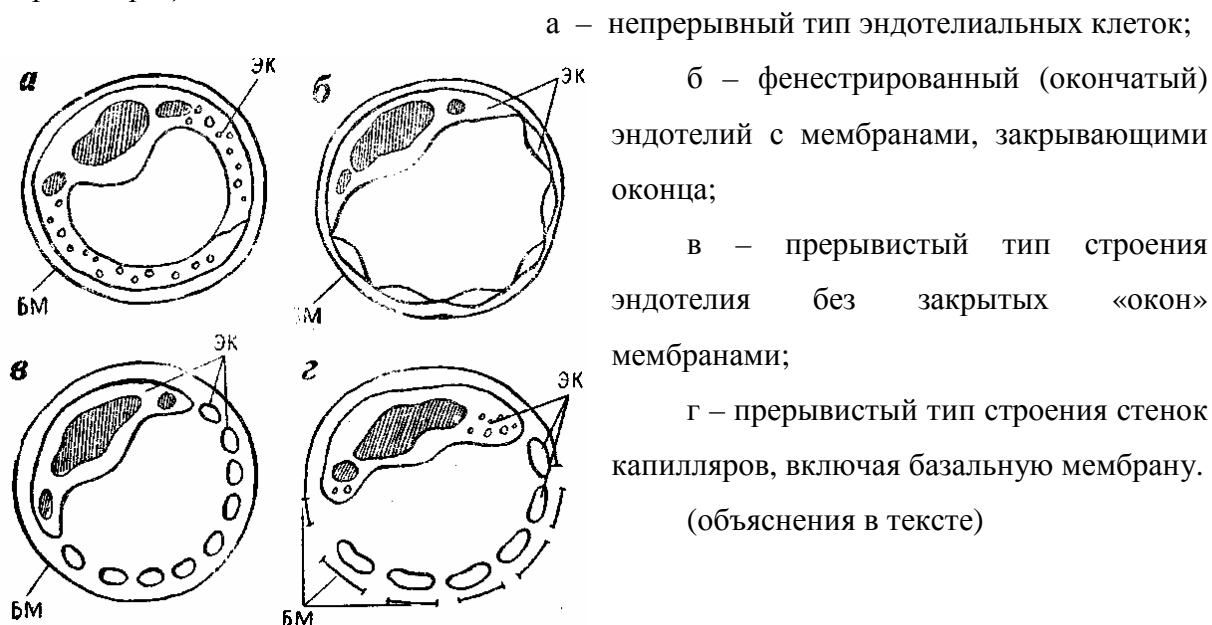 а – непрерывный тип эндотелиальных клеток;
б – фенестрированный (окончатый)
эндотелий с мембранами, закрывающими
оконца;
в – прерывистый тип строения
эндотелия без закрытых «окон»
мембранами;
г – прерывистый тип строения стенок
капилляров, включая базальную мембрану.
(объяснения в тексте)
а
ЭК
БМ
б
ЭК
М
в
ЭК
БМ
г
ЭК
БМ